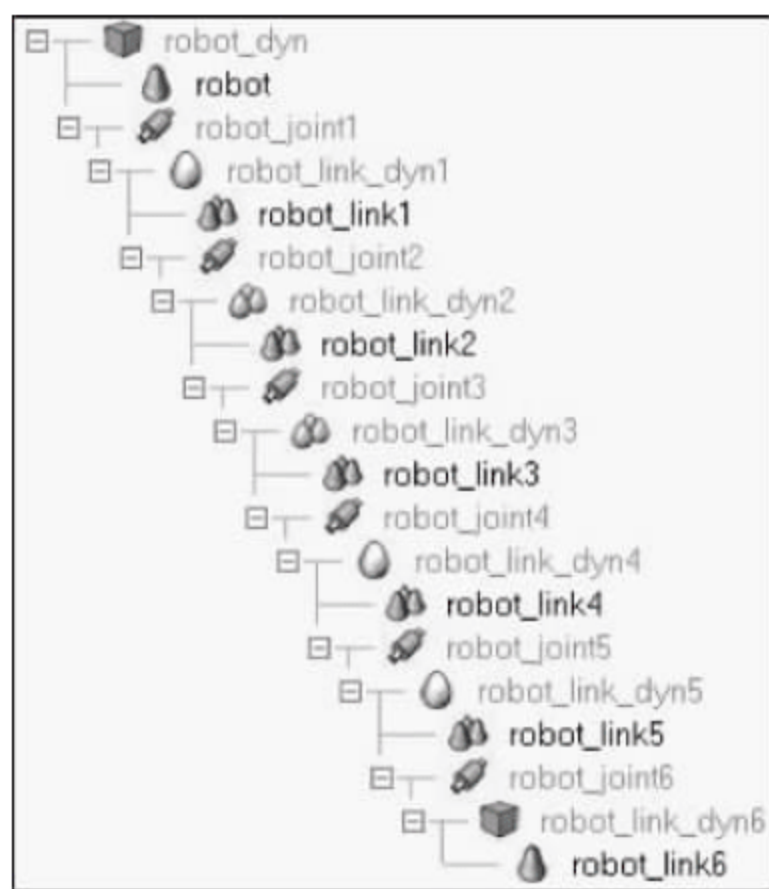 robot_dyn
robot
robot_joint1
robot_link_dyn1
robot_link1
robot_joint2
robot_link_dyn2
robot_link2
robot_joint3
robot_link_dyn3
robot_link3
robot_joint4
robot_link_dyn4
robot_link4
robot_joint5
robot_link_dyn5
robot_link5
robot_joint6
robot_link_dyn6
robot_link6